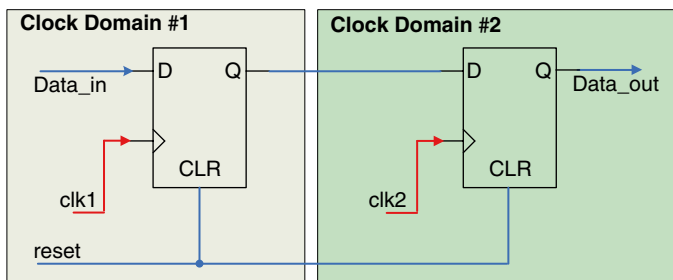 Clock Domain #1
Clock Domain #2
D Q
D Q
Data_in
Data_out
CLR
CLR
clk1
clk2
reset